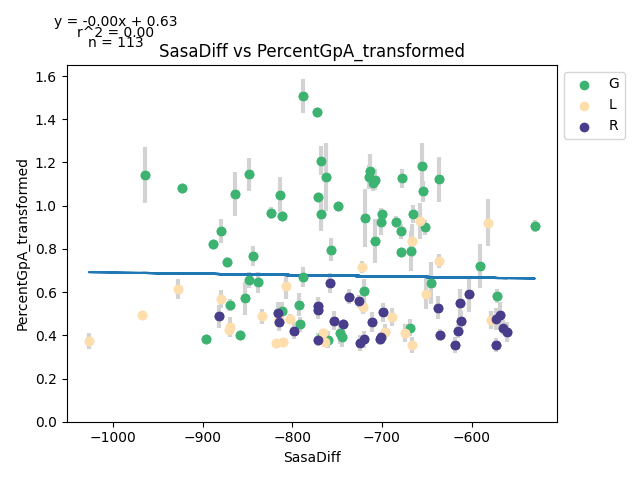 y = -0.00x + 0.63
r^2 = 0.00
n = 113
SasaDiff vs PercentGpA_transformed
G
L
R
1.6
1.4
1.2
1.0
0.8
0.6
0.4
0.2
0.0
PercentGpA_transformed
−1000 −900 −800 −700 −600
SasaDiff